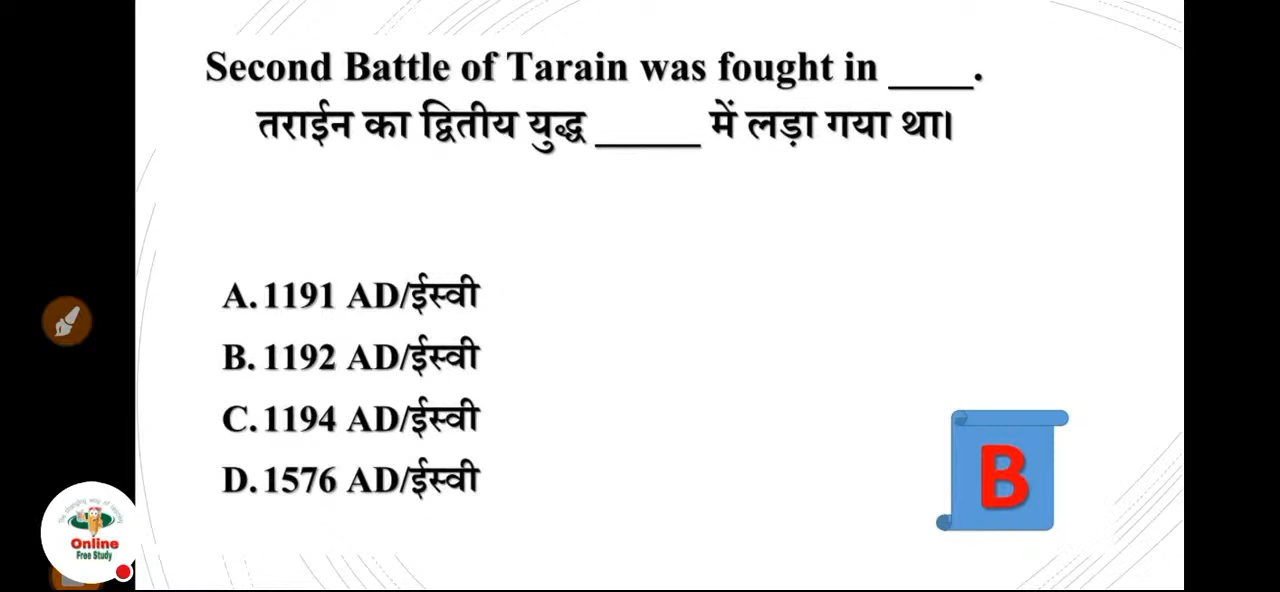 Second Battle of Tarain was fought in ____.
तराईन का द्वितीय युद्ध _____ में लड़ा गया था।
A. 1191 AD/ईस्वी
B. 1192 AD/ईस्वी
C. 1194 AD/ईस्वी
D. 1576 AD/ईस्वी
B
Online
Free Study